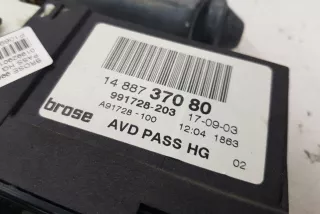 14 887 370 80
991728-203 17-09-03
A91728-100 12:04 1863
brose
AVD PASS HG 02